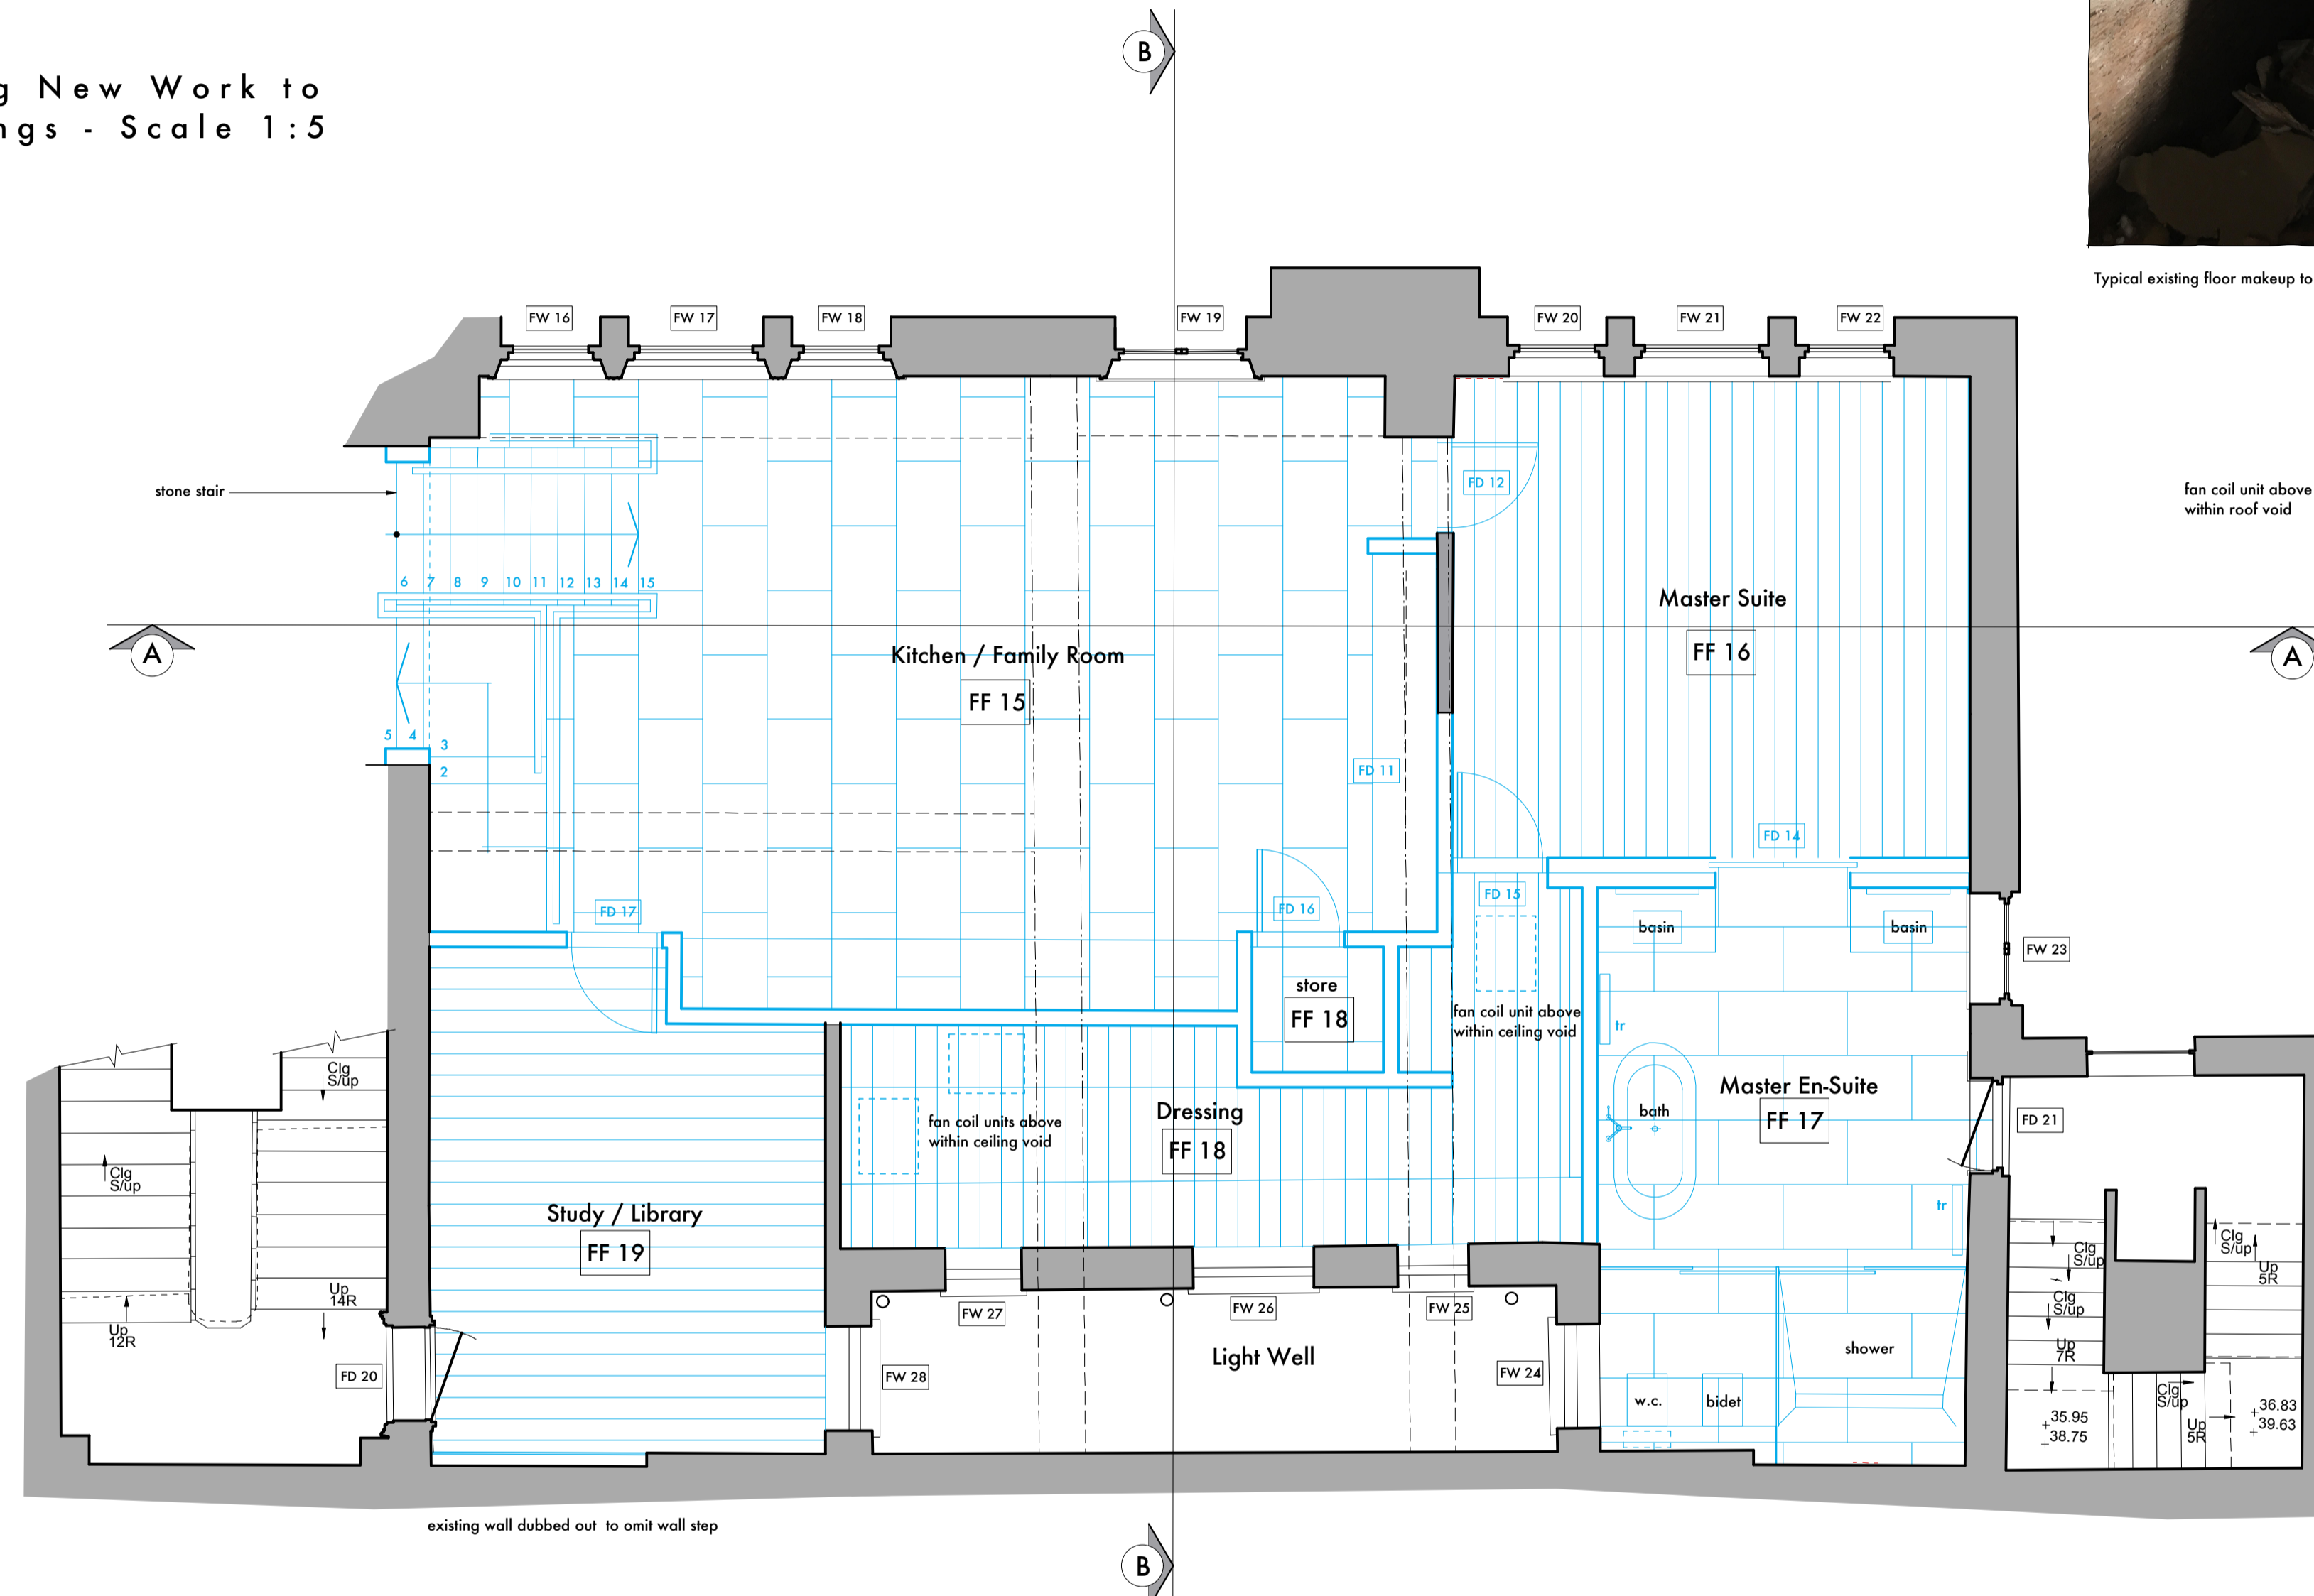 g New Work to
ngs - Scale 1:5
B
Typical existing floor makeup to
FW 16
FW 17
FW 18
FW 19
FW 20
FW 21
FW 22
stone stair
FD 12
fan coil unit above
within roof void
6 7 8 9 10 11 12 13 14 15
Master Suite
FF 16
A
Kitchen / Family Room
FF 15
A
5 4 3
2
FD 11
FD 14
FD 17
FD 16
FD 15
basin
basin
FW 23
store
FF 18
fan coil unit above
within ceiling void
tr
Clg
S/up
Master En-Suite
FF 17
bath
Dressing
FF 18
fan coil units above
within ceiling void
FD 21
Clg
S/up
tr
Study / Library
FF 19
Clg
S/up
Clg
S/up
Up
5R
Up
14R
Clg
S/up
Up
12R
FW 27
FW 26
FW 25
Up
7R
Light Well
shower
FD 20
FW 28
FW 24
w.c.
bidet
Clg
S/up
Up
5R
35.95
38.75
36.83
39.63
existing wall dubbed out to omit wall step
B